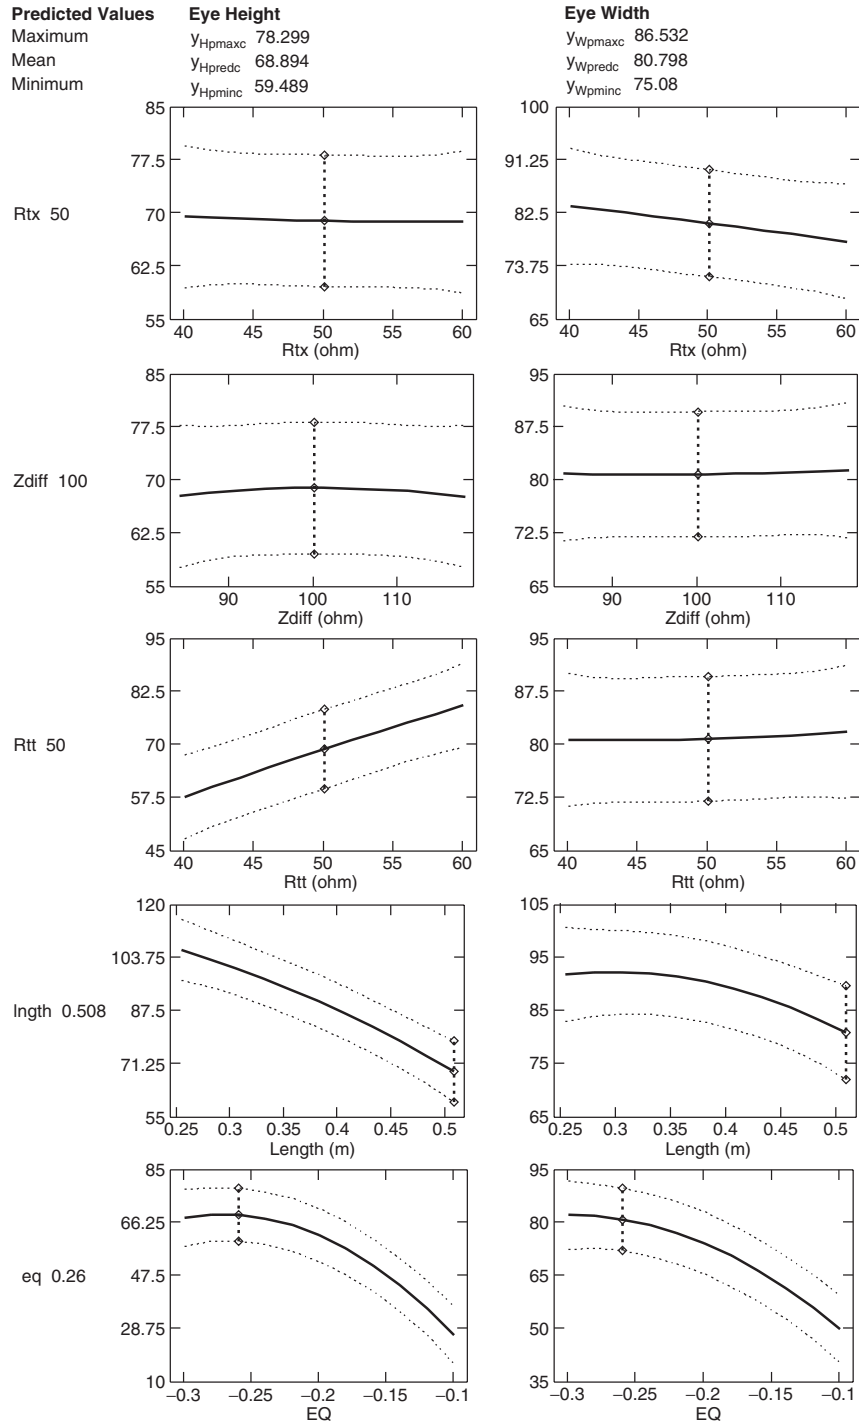 Predicted Values Eye Height Eye Width
Maximum y_Hpmaxc 78.299 y_Wpmaxc 86.532
Mean y_Hpredc 68.894 y_Wpredc 80.798
Minimum y_Hpminc 59.489 y_Wpminc 75.08
85 100
77.5 91.25
Rtx 50 70 82.5
62.5 73.75
55 65
40 45 50 55 60 40 45 50 55 60
Rtx (ohm) Rtx (ohm)
85 95
77.5 87.5
Zdiff 100 70 80
62.5 72.5
55 65
90 100 110 90 100 110
Zdiff (ohm) Zdiff (ohm)
95 95
82.5 87.5
Rtt 50 70 80
57.5 72.5
45 65
40 45 50 55 60 40 45 50 55 60
Rtt (ohm) Rtt (ohm)
120 105
103.75 95
lngth 0.508 87.5 85
71.25 75
55 65
0.25 0.3 0.35 0.4 0.45 0.5 0.25 0.3 0.35 0.4 0.45 0.5
Length (m) Length (m)
85 95
66.25 80
eq 0.26 47.5 65
28.75 50
10 35
−0.3 −0.25 −0.2 −0.15 −0.1 −0.3 −0.25 −0.2 −0.15 −0.1
EQ EQ